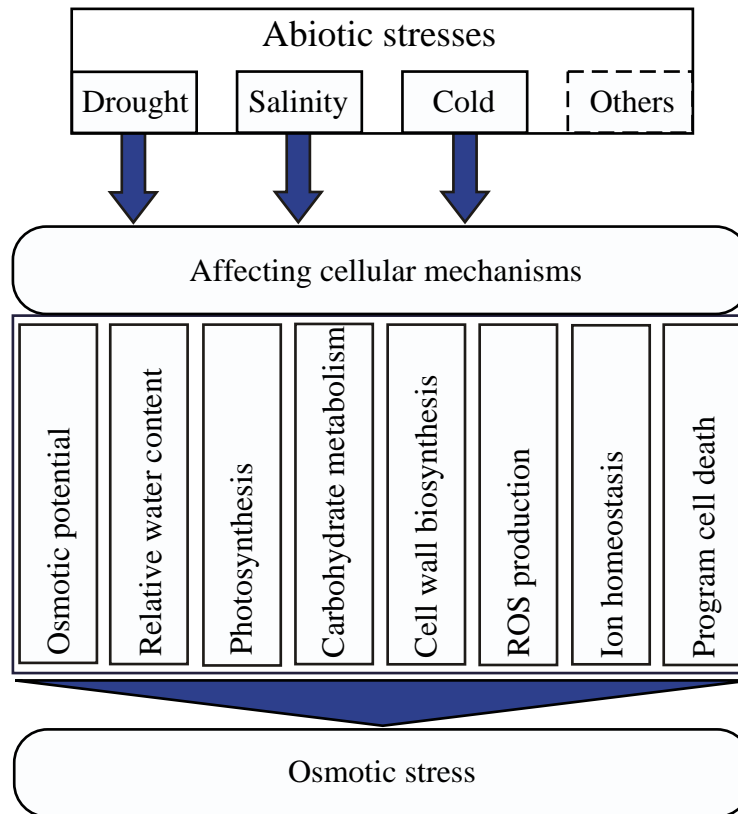 Abiotic stresses
Drought
Salinity
Cold
Others
Affecting cellular mechanisms
Osmotic potential
Relative water content
Photosynthesis
Carbohydrate metabolism
Cell wall biosynthesis
ROS production
Ion homeostasis
Program cell death
Osmotic stress